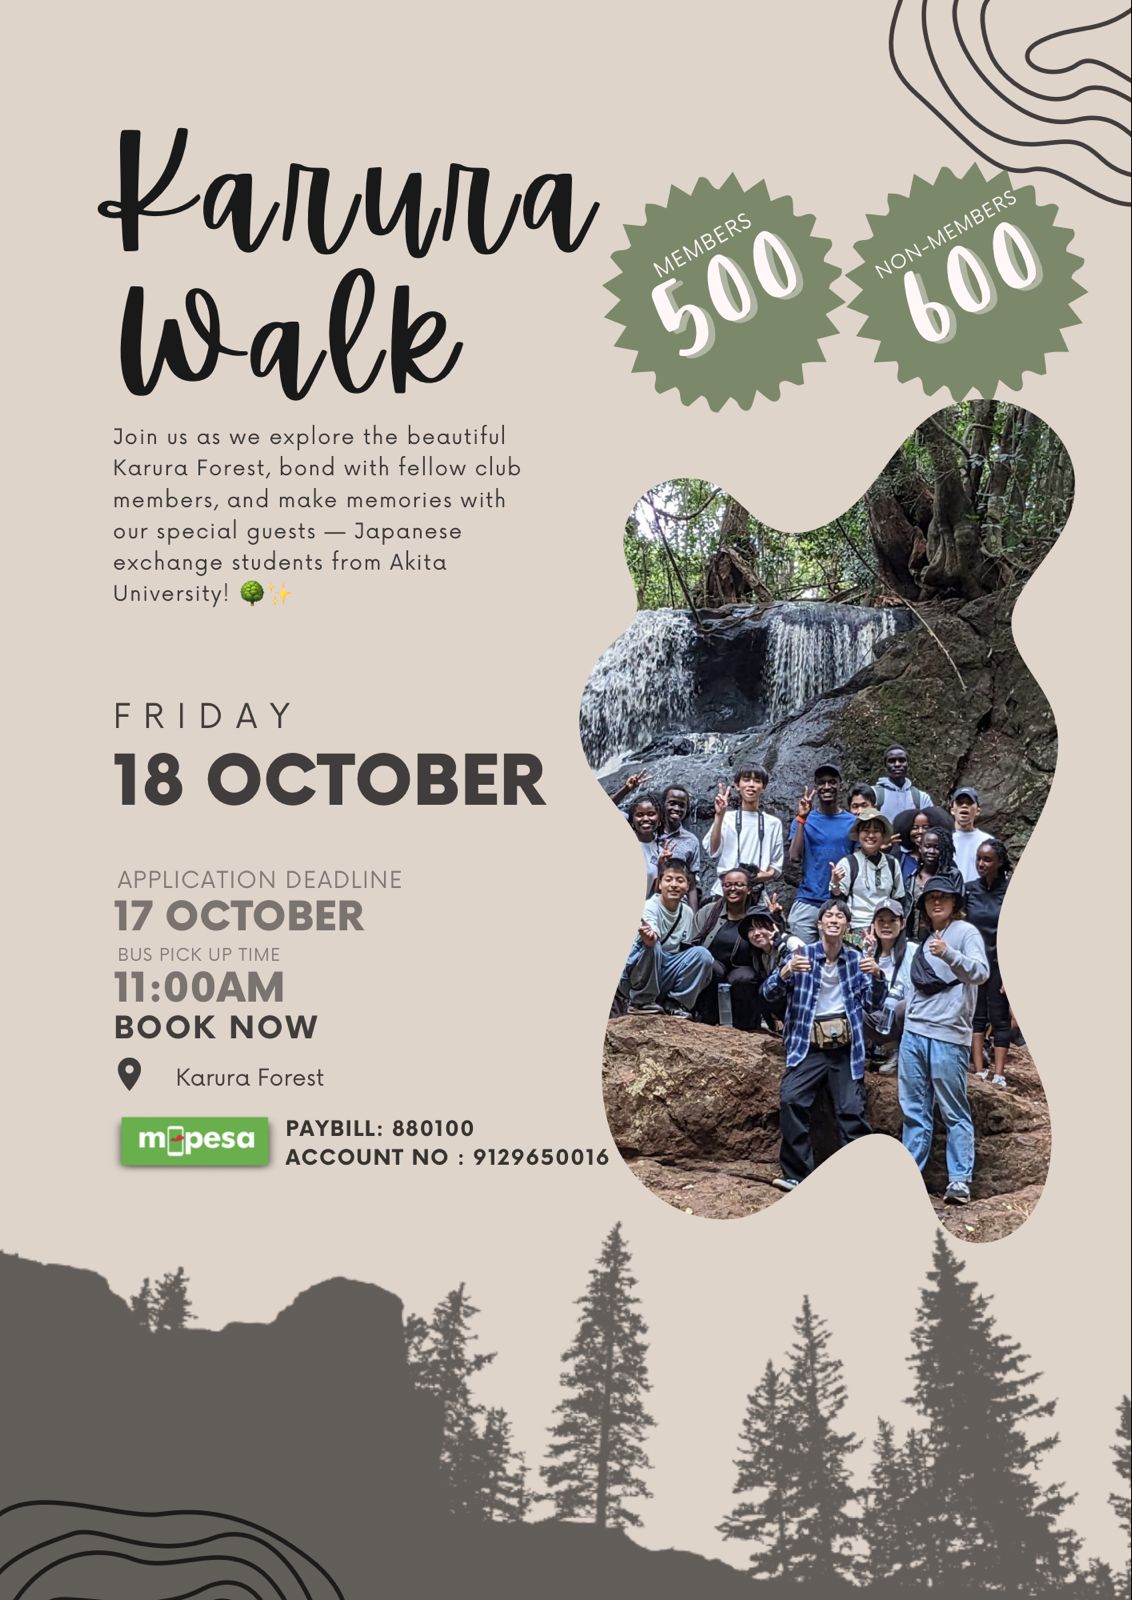 Karura
Walk
MEMBERS
500
NON-MEMBERS
600
Join us as we explore the beautiful
Karura Forest, bond with fellow club
members, and make memories with
our special guests — Japanese
exchange students from Akita
University! 🌳✨
FRIDAY
18 OCTOBER
APPLICATION DEADLINE
17 OCTOBER
BUS PICK UP TIME
11:00AM
BOOK NOW
Karura Forest
m-pesa
PAYBILL: 880100
ACCOUNT NO : 9129650016